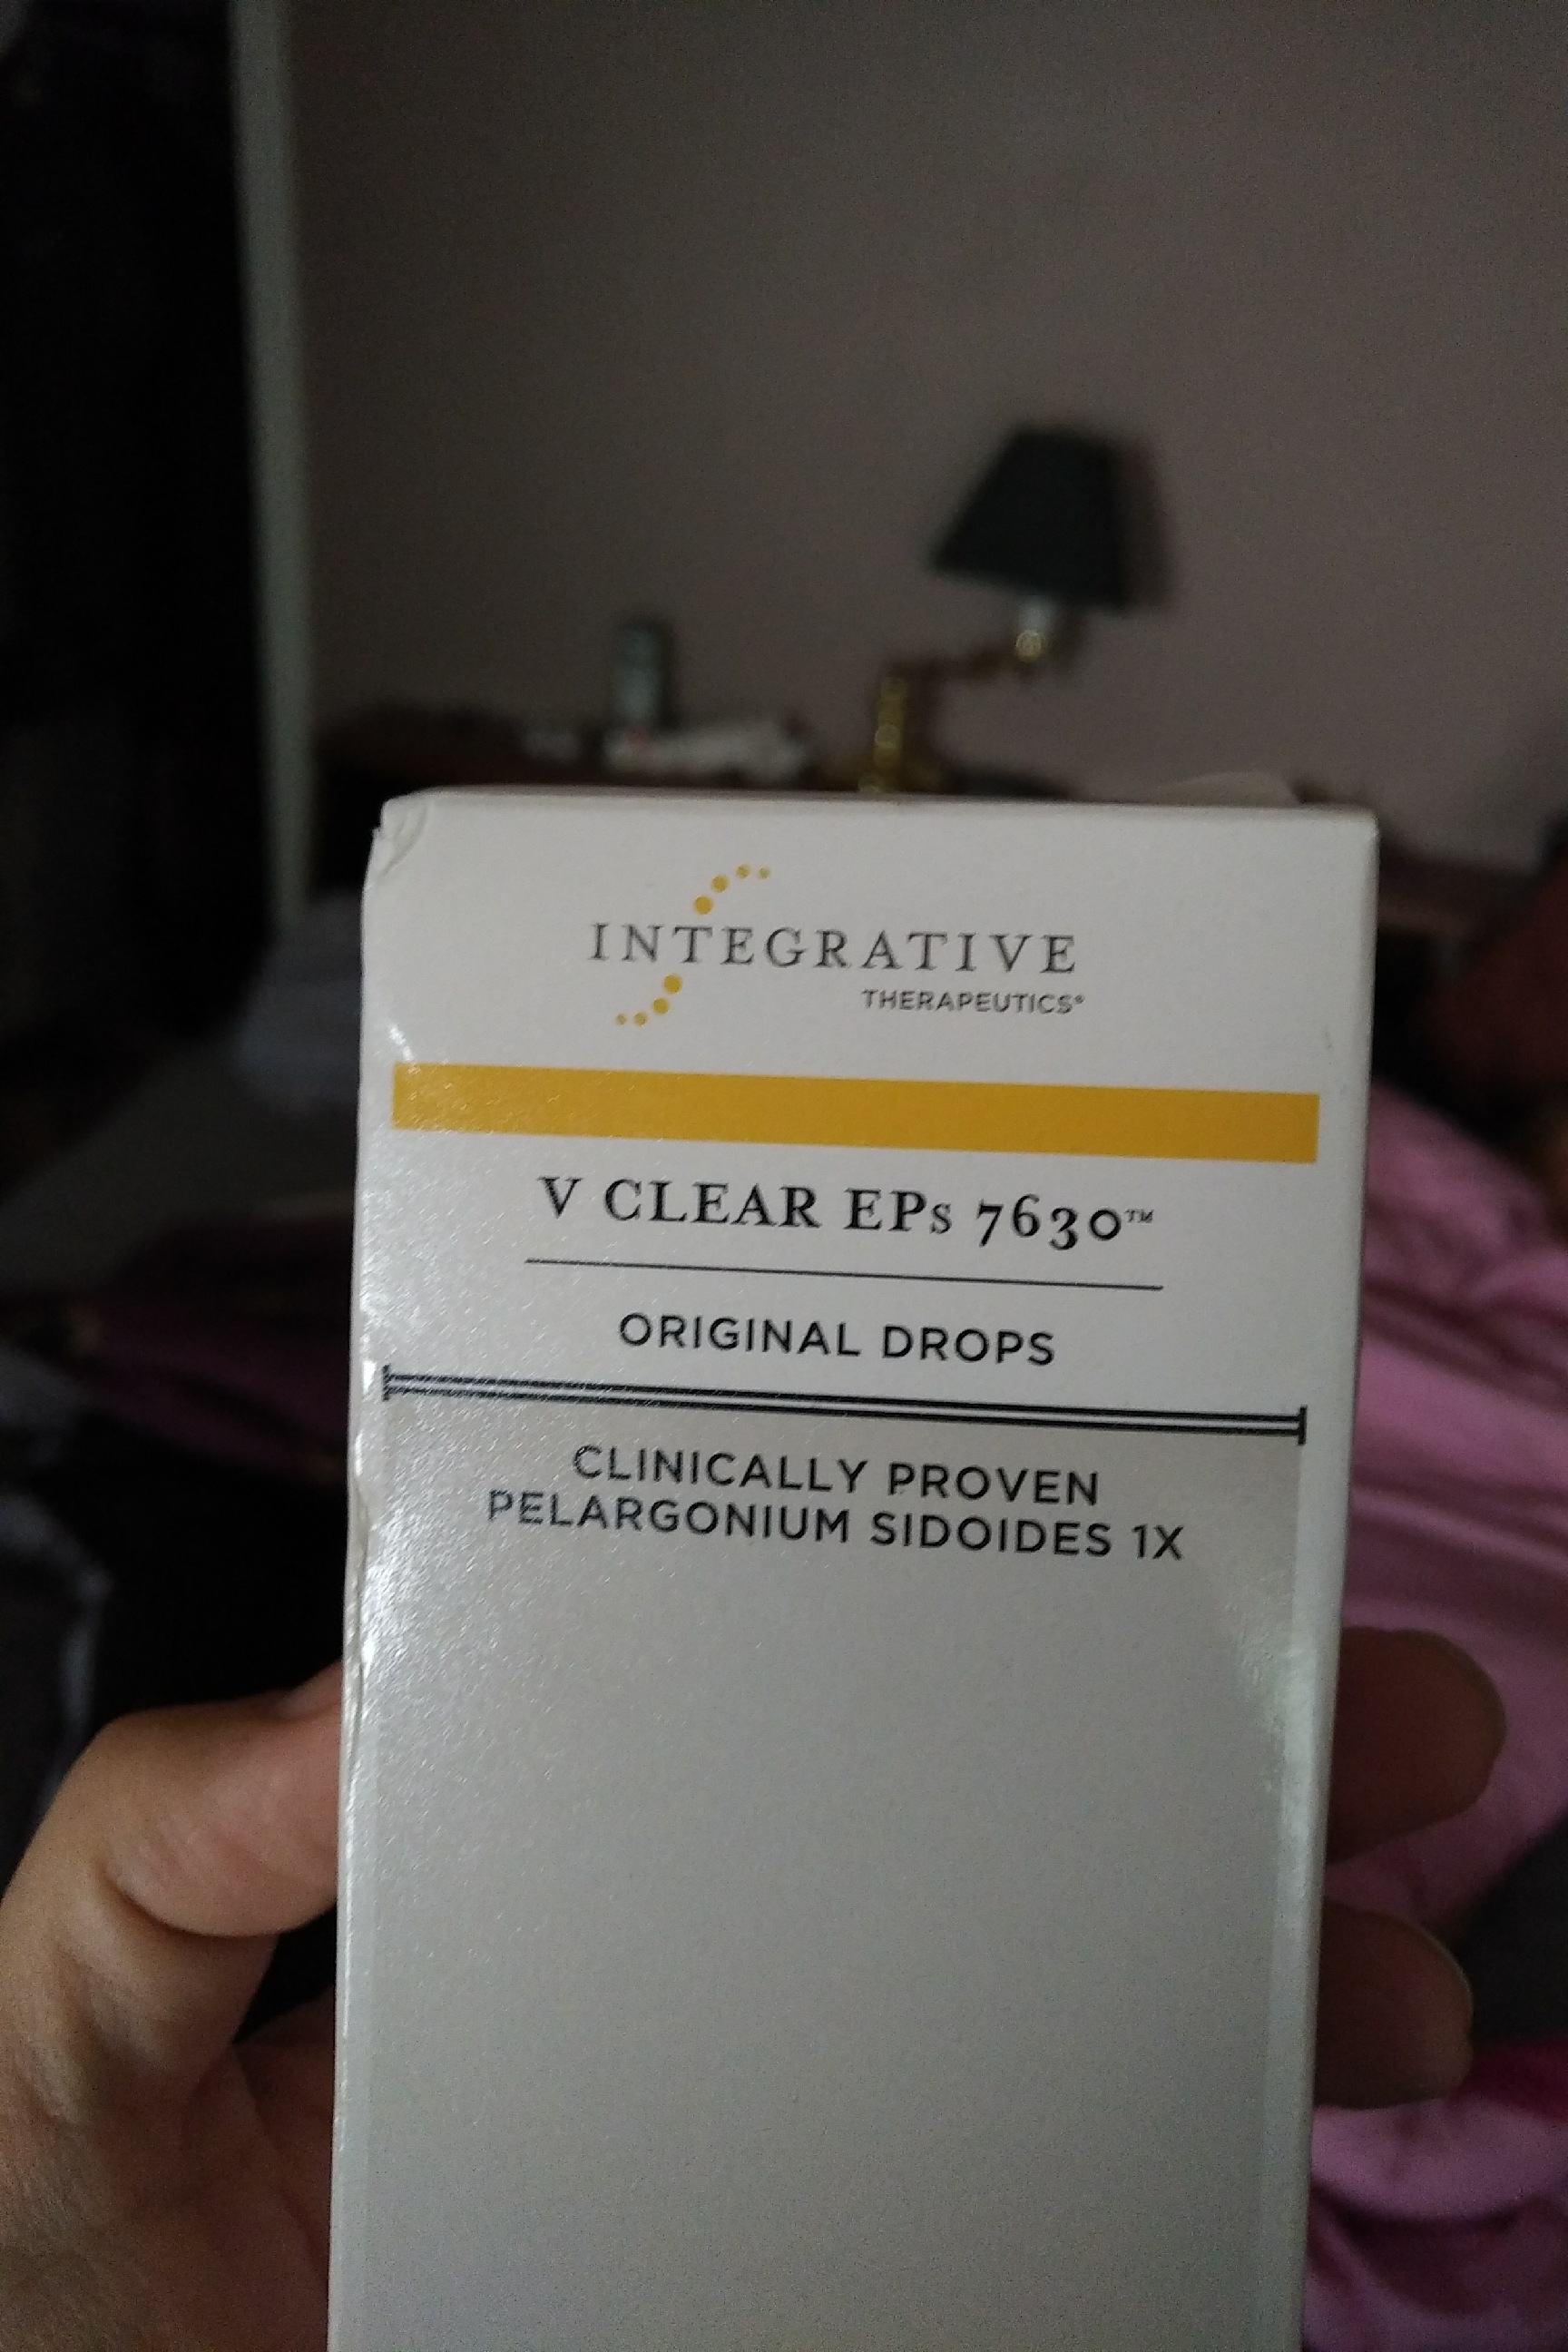 INTEGRATIVE
THERAPEUTICS®
V CLEAR EPs 7630™
ORIGINAL DROPS
CLINICALLY PROVEN
PELARGONIUM SIDOIDES 1X